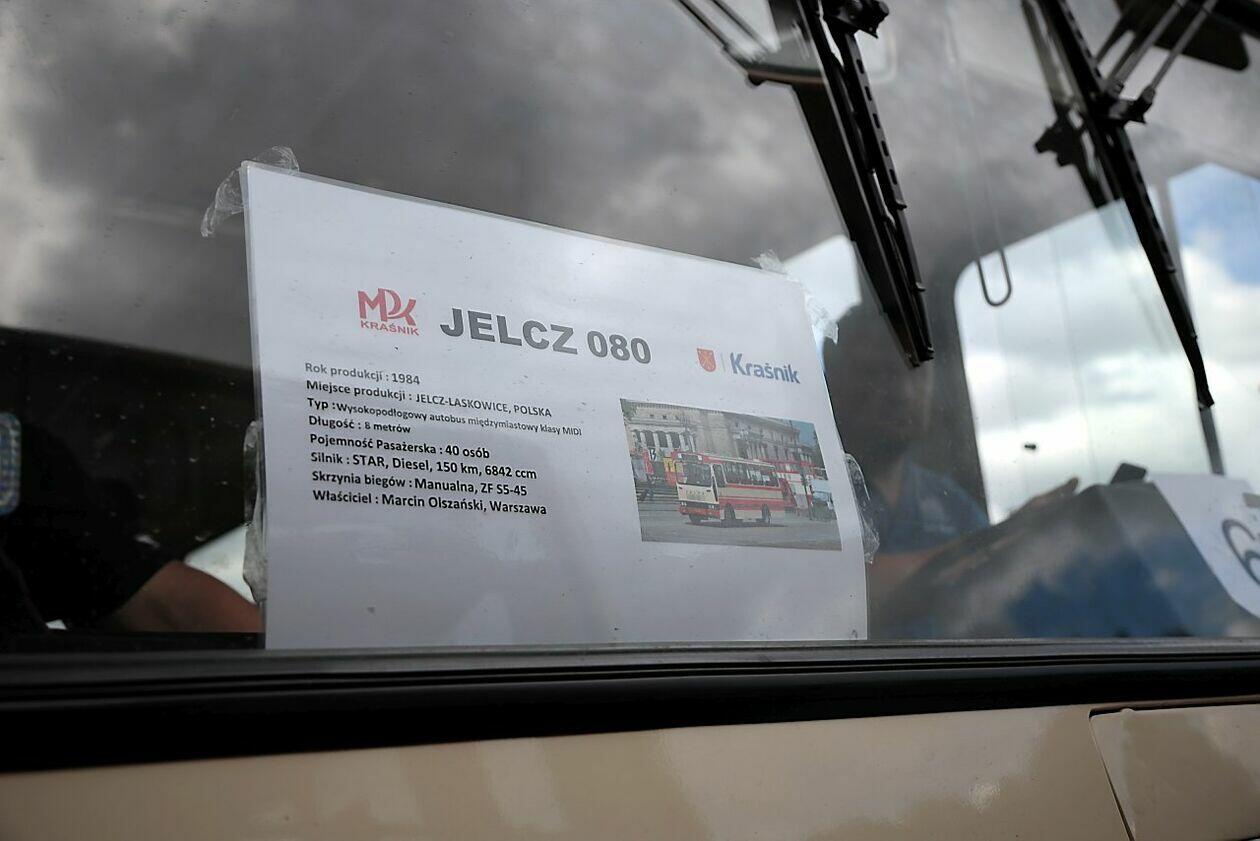 MPK
KRAŚNIK
JELCZ 080
Kraśnik
Rok produkcji : 1984
Miejsce produkcji : JELCZ-LASKOWICE, POLSKA
Typ : Wysokopodłogowy autobus międzymiastowy klasy MIDI
Długość : 8 metrów
Pojemność Pasażerska : 40 osób
Silnik : STAR, Diesel, 150 km, 6842 ccm
Skrzynia biegów : Manualna, ZF S5-45
Właściciel : Marcin Olszański, Warszawa